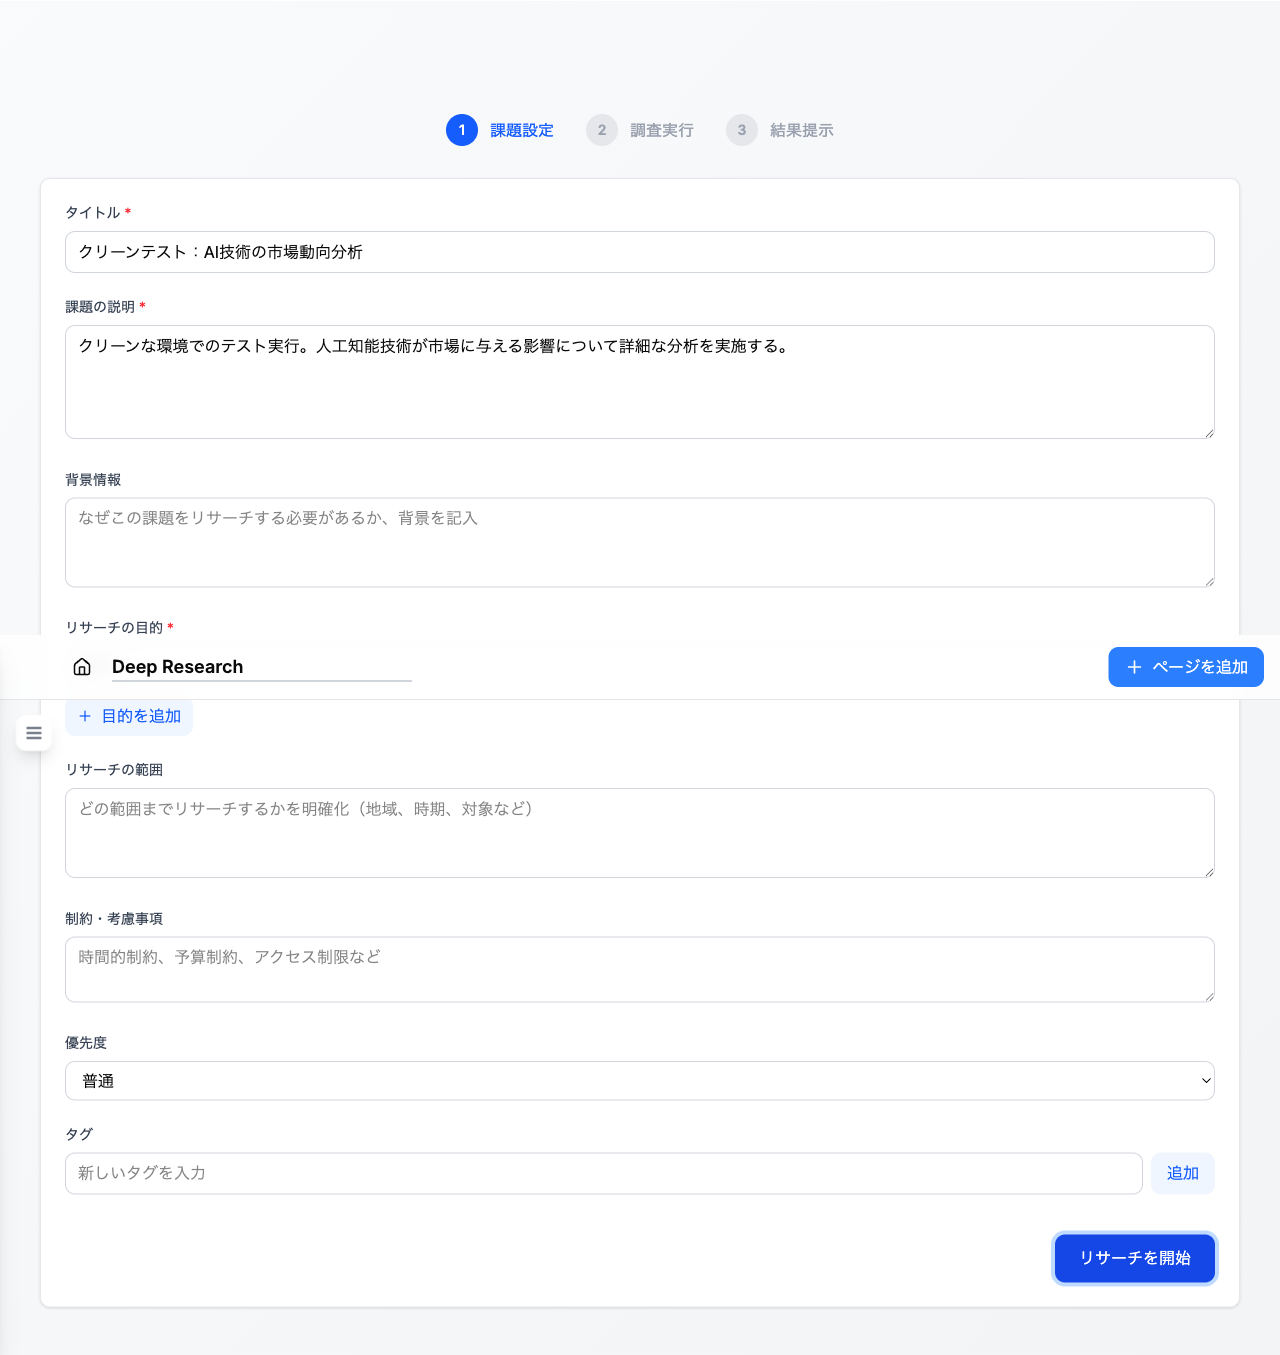 1 課題設定 2 調査実行 3 結果提示
タイトル *
クリーンテスト：AI技術の市場動向分析
課題の説明 *
クリーンな環境でのテスト実行。人工知能技術が市場に与える影響について詳細な分析を実施する。
背景情報
なぜこの課題をリサーチする必要があるか、背景を記入
リサーチの目的 *
Deep Research
ページを追加
目的を追加
リサーチの範囲
どの範囲までリサーチするかを明確化（地域、時期、対象など）
制約・考慮事項
時間的制約、予算制約、アクセス制限など
優先度
普通
タグ
新しいタグを入力
追加
リサーチを開始